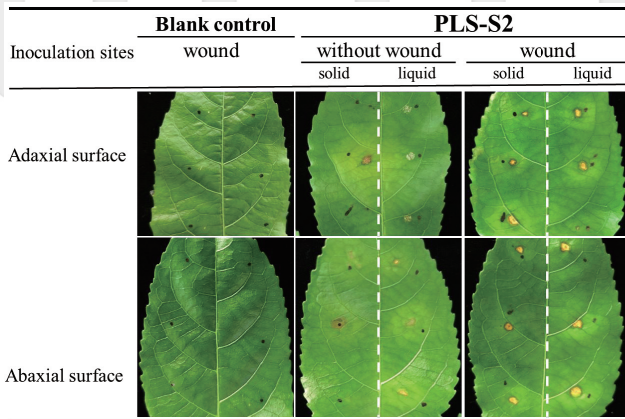 Blank control PLS-S2
Inoculation sites wound without wound wound
solid liquid solid liquid
Adaxial surface
Abaxial surface